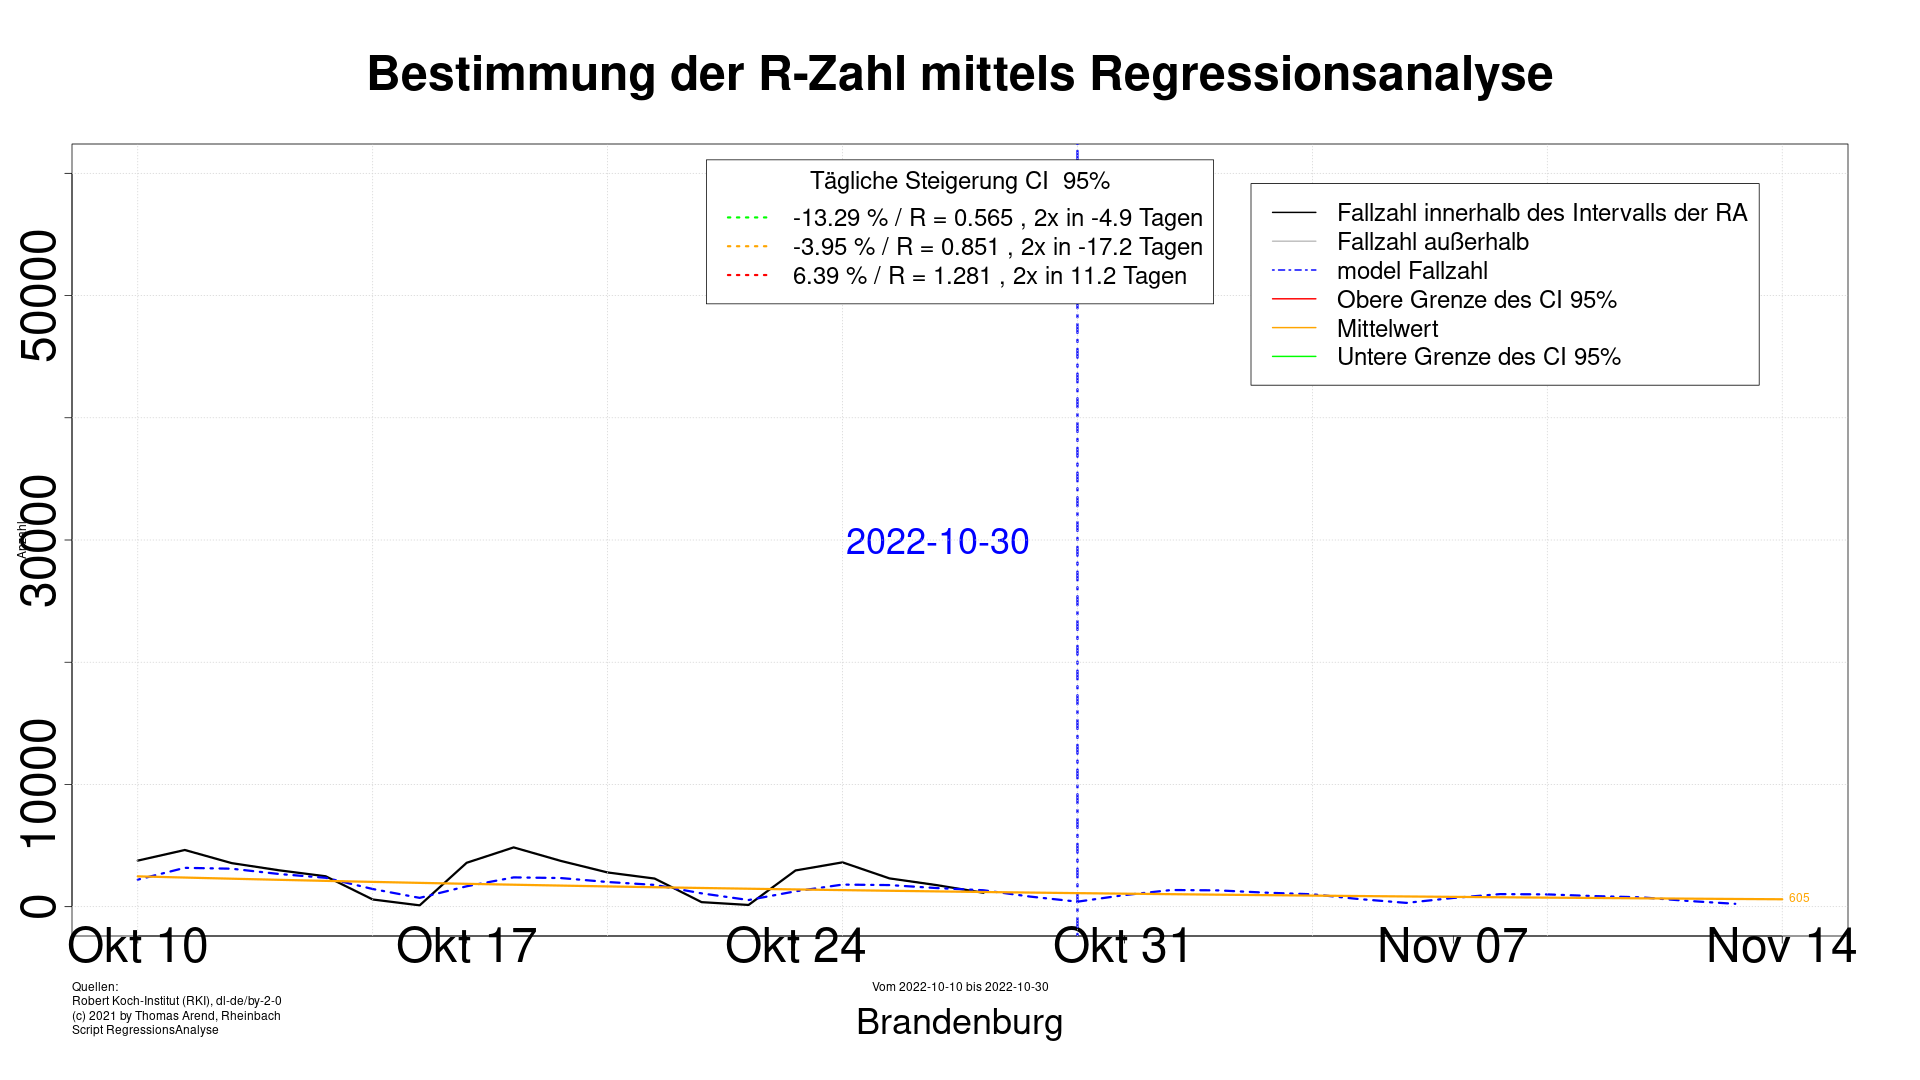 Bestimmung der R-Zahl mittels Regressionsanalyse
Tägliche Steigerung CI  95%
-13.29 % / R = 0.565 , 2x in -4.9 Tagen
-3.95 % / R = 0.851 , 2x in -17.2 Tagen
6.39 % / R = 1.281 , 2x in 11.2 Tagen
Fallzahl innerhalb des Intervalls der RA
Fallzahl außerhalb
model Fallzahl
Obere Grenze des CI 95%
Mittelwert
Untere Grenze des CI 95%
50000
30000
10000
0
Anzahl
2022-10-30
605
Okt 10
Okt 17
Okt 24
Okt 31
Nov 07
Nov 14
Quellen:
Robert Koch-Institut (RKI), dl-de/by-2-0
(c) 2021 by Thomas Arend, Rheinbach
Script RegressionsAnalyse
Vom 2022-10-10 bis 2022-10-30
Brandenburg